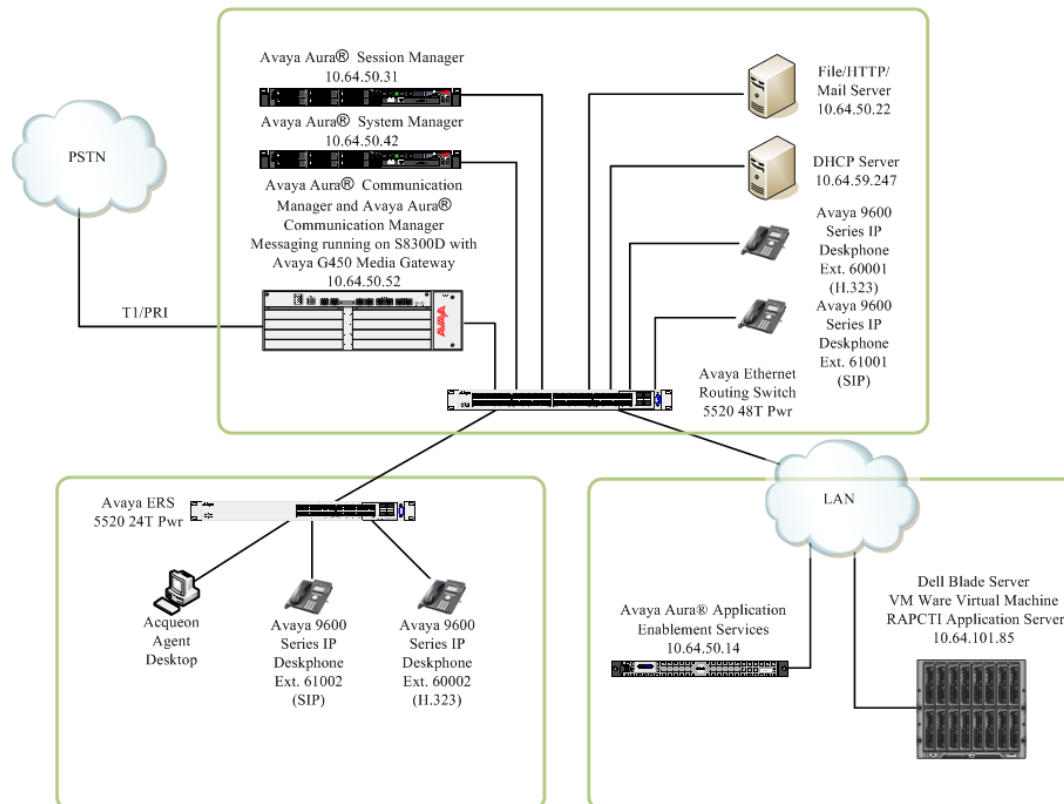 Avaya Aura® Session Manager
10.64.50.31
Avaya Aura® System Manager
10.64.50.42
Avaya Aura® Communication
Manager and Avaya Aura®
Communication Manager
Messaging running on S8300D with
Avaya G450 Media Gateway
10.64.50.52
PSTN
T1/PRI
AVAYA
File/HTTP/
Mail Server
10.64.50.22
DHCP Server
10.64.59.247
Avaya 9600
Series IP
Deskphone
Ext. 60001
(H.323)
Avaya 9600
Series IP
Deskphone
Ext. 61001
(SIP)
Avaya Ethernet
Routing Switch
5520 48T Pwr
Avaya ERS
5520 24T Pwr
Acqueon
Agent
Desktop
Avaya 9600
Series IP
Deskphone
Ext. 61002
(SIP)
Avaya 9600
Series IP
Deskphone
Ext. 60002
(H.323)
LAN
Avaya Aura® Application
Enablement Services
10.64.50.14
Dell Blade Server
VM Ware Virtual Machine
RAPCTI Application Server
10.64.101.85